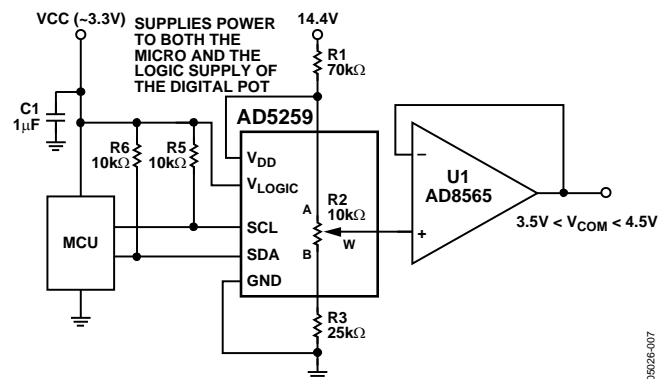 VCC (~3.3V)
SUPPLIES POWER
TO BOTH THE
MICRO AND THE
LOGIC SUPPLY OF
THE DIGITAL POT
14.4V
R1
70kΩ
C1
1μF
AD5259
R6
10kΩ
R5
10kΩ
VDD
VLOGIC
SCL
SDA
GND
MCU
A
R2
10kΩ
B
W
R3
25kΩ
−
+
U1
AD8565
3.5V < VCOM < 4.5V
05026-007